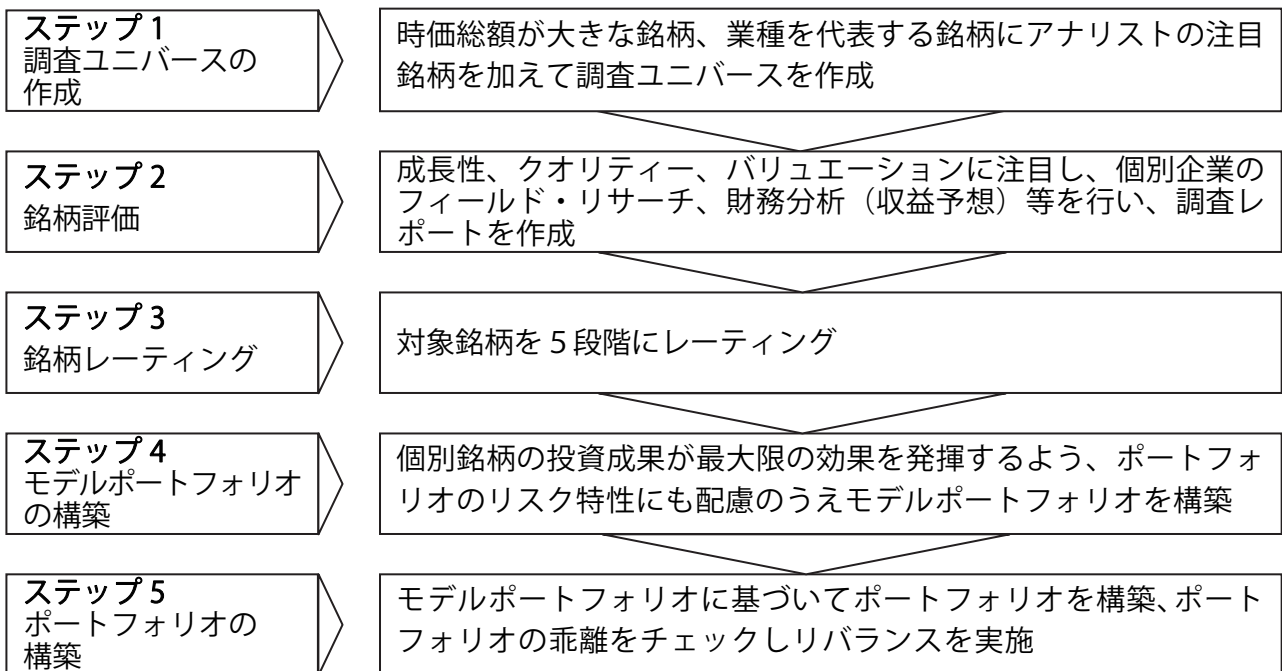 ステップ1
調査ユニバースの
作成
時価総額が大きな銘柄、業種を代表する銘柄にアナリストの注目
銘柄を加えて調査ユニバースを作成
ステップ2
銘柄評価
成長性、クオリティー、バリュエーションに注目し、個別企業の
フィールド・リサーチ、財務分析（収益予想）等を行い、調査レ
ポートを作成
ステップ3
銘柄レーティング
対象銘柄を5段階にレーティング
ステップ4
モデルポートフォリオ
の構築
個別銘柄の投資成果が最大限の効果を発揮するよう、ポートフォ
リオのリスク特性にも配慮のうえモデルポートフォリオを構築
ステップ5
ポートフォリオの
構築
モデルポートフォリオに基づいてポートフォリオを構築、ポート
フォリオの乖離をチェックしリバランスを実施